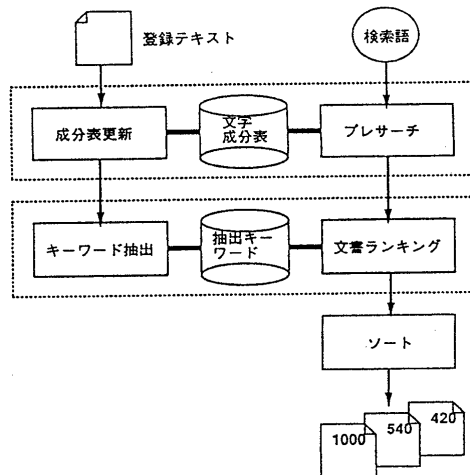 登録テキスト
検索語
成分表更新
文字
成分表
プレサーチ
キーワード抽出
抽出キー
ワード
文書ランキング
ソート
1000
540
420